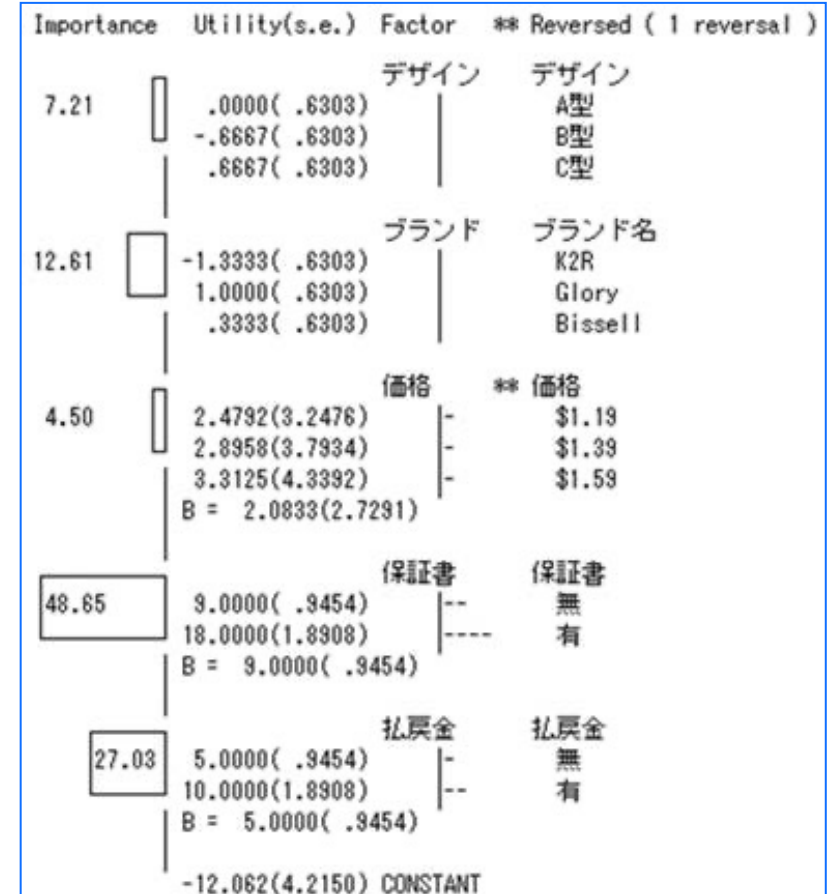 Importance Utility(s.e.) Factor ** Reversed ( 1 reversal )
デザイン デザイン
7.21 .0000( .6303) A型
-.6667( .6303) B型
.6667( .6303) C型
ブランド ブランド名
12.61 -1.3333( .6303) K2R
1.0000( .6303) Glory
.3333( .6303) Bissell
価格 ** 価格
4.50 2.4792(3.2476) - $1.19
2.8958(3.7934) - $1.39
3.3125(4.3392) - $1.59
B = 2.0833(2.7291)
保証書 保証書
48.65 9.0000( .9454) -- 無
18.0000(1.8908) ---- 有
B = 9.0000( .9454)
払戻金 払戻金
27.03 5.0000( .9454) - 無
10.0000(1.8908) -- 有
B = 5.0000( .9454)
-12.062(4.2150) CONSTANT